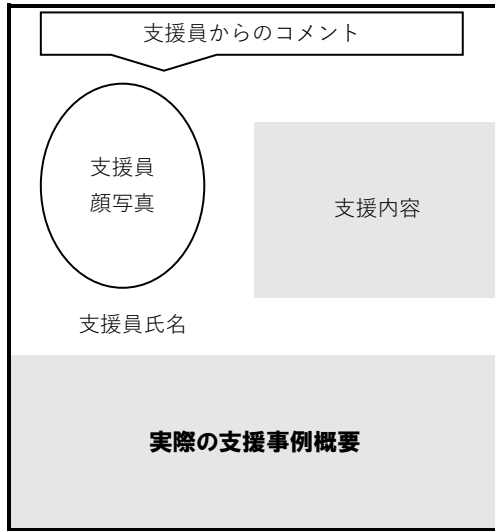 支援員からのコメント
支援員
顔写真
支援内容
支援員氏名
実際の支援事例概要